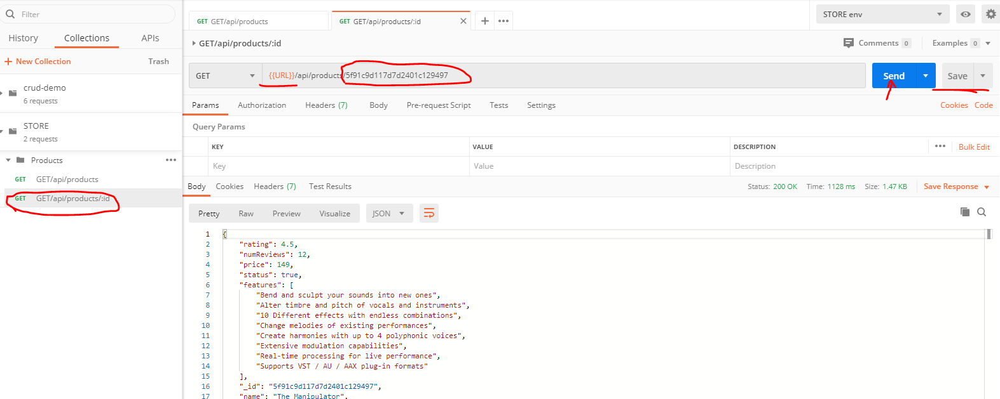 Filter
History Collections APIs
+ New Collection Trash
crud-demo
6 requests
STORE
2 requests
Products
GET GET/api/products
GET GET/api/products/:id
GET GET/api/products
GET GET/api/products/:id
STORE env
GET/api/products/:id
Comments 0 Examples 0
GET {{URL}}/api/products/5f91c9d117d7d2401c129497 Send Save
Params Authorization Headers (7) Body Pre-request Script Tests Settings Cookies Code
Query Params
KEY VALUE DESCRIPTION Bulk Edit
Key Value Description
Body Cookies Headers (7) Test Results Status: 200 OK Time: 1128 ms Size: 1.47 KB Save Response
Pretty Raw Preview Visualize JSON
1 {
2 "rating": 4.5,
3 "numReviews": 12,
4 "price": 149,
5 "status": true,
6 "features": [
7 "Bend and sculpt your sounds into new ones",
8 "Alter timbre and pitch of vocals and instruments",
9 "10 Different effects with endless combinations",
10 "Change melodies of existing performances",
11 "Create harmonies with up to 4 polyphonic voices",
12 "Extensive modulation capabilities",
13 "Real-time processing for live performance",
14 "Supports VST / AU / AAX plug-in formats"
15 ],
16 "_id": "5f91c9d117d7d2401c129497",
17 "name": "The Manipulator",